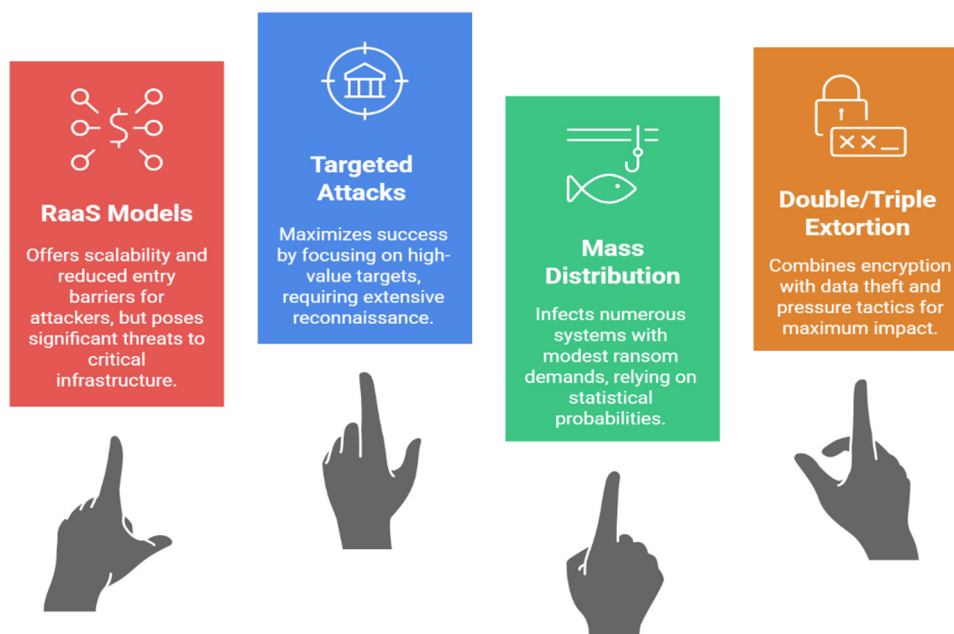 RaaS Models
Offers scalability and
reduced entry
barriers for
attackers, but poses
significant threats to
critical
infrastructure.
Targeted
Attacks
Maximizes success
by focusing on high-
value targets,
requiring extensive
reconnaissance.
Mass
Distribution
Infects numerous
systems with
modest ransom
demands, relying on
statistical
probabilities.
XX_
Double/Triple
Extortion
Combines encryption
with data theft and
pressure tactics for
maximum impact.